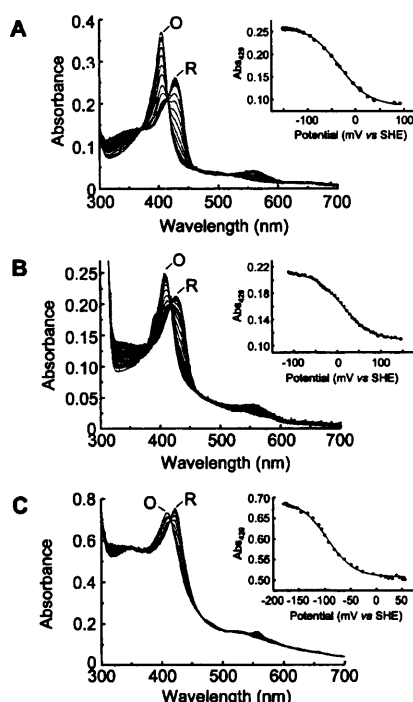 A
Absorbance
0.4
0.3
0.2
0.1
0
300 400 500 600 700
Wavelength (nm)
O
R
Abs428
0.25
0.20
0.15
0.10
-100 0 100
Potential (mV vs SHE)
B
Absorbance
0.25
0.20
0.15
0.10
0.05
0
300 400 500 600 700
Wavelength (nm)
O
R
Abs428
0.22
0.18
0.14
0.10
-100 0 100
Potential (mV vs SHE)
C
Absorbance
0.8
0.6
0.4
0.2
0
300 400 500 600 700
Wavelength (nm)
O
R
0.70
0.65
0.60
0.55
0.50
-200 -150 -100 -50 0 50
Potential (mV vs SHE)